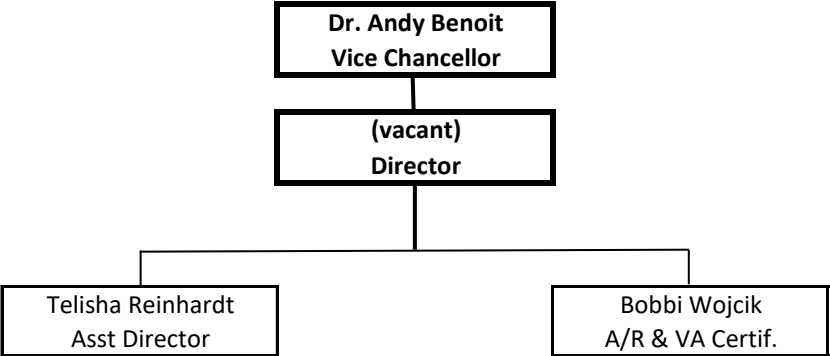 Dr. Andy Benoit
Vice Chancellor
(vacant)
Director
Telisha Reinhardt
Asst Director
Bobbi Wojcik
A/R & VA Certif.